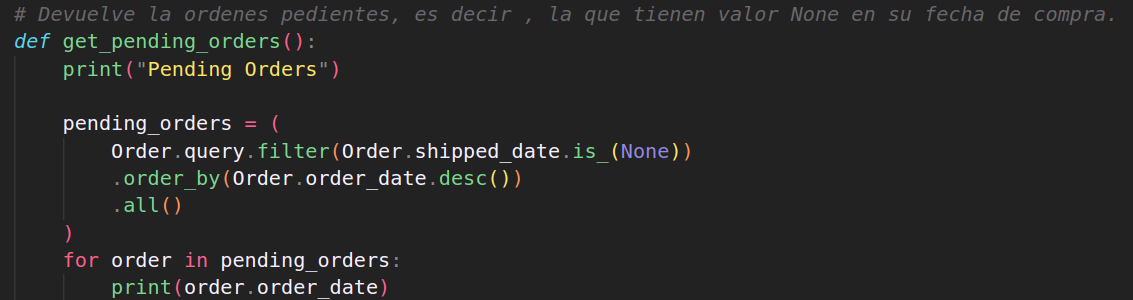 # Devuelve la ordenes pedientes, es decir , la que tienen valor None en su fecha de compra.
def get_pending_orders():
    print("Pending Orders")

    pending_orders = (
        Order.query.filter(Order.shipped_date.is_(None))
        .order_by(Order.order_date.desc())
        .all()
    )
    for order in pending_orders:
        print(order.order_date)